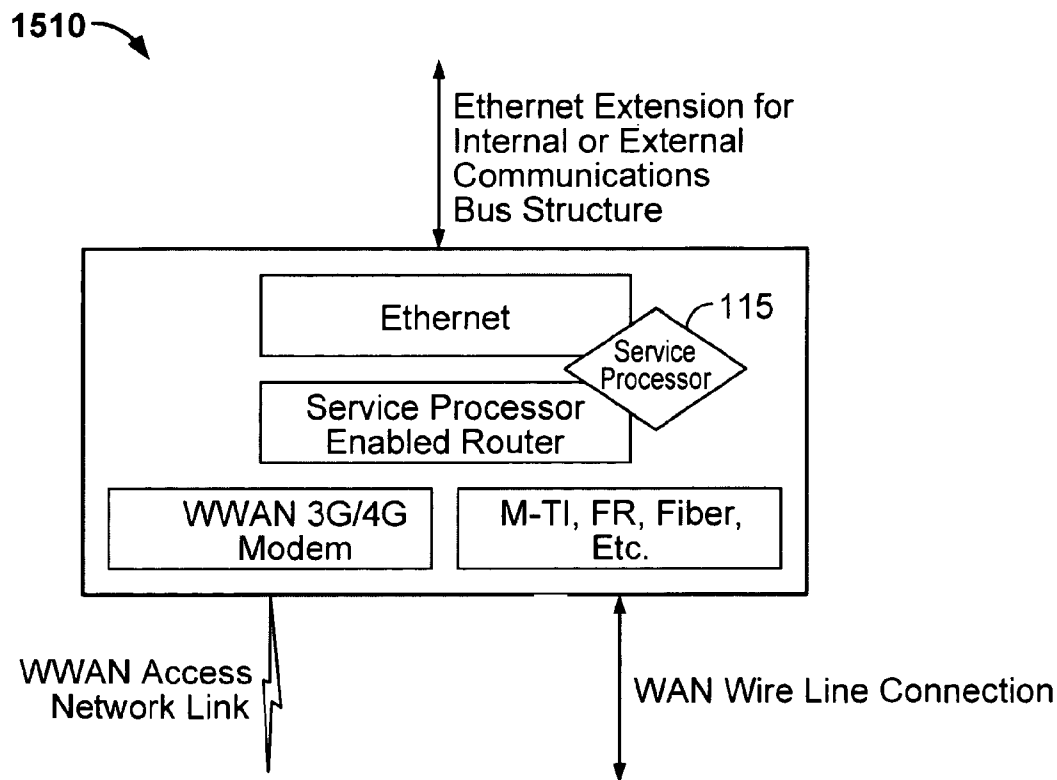 1510
Ethernet Extension for
Internal or External
Communications
Bus Structure
Ethernet
115
Service
Processor
Service Processor
Enabled Router
WWAN 3G/4G
Modem
M-TI, FR, Fiber,
Etc.
WWAN Access
Network Link
WAN Wire Line Connection